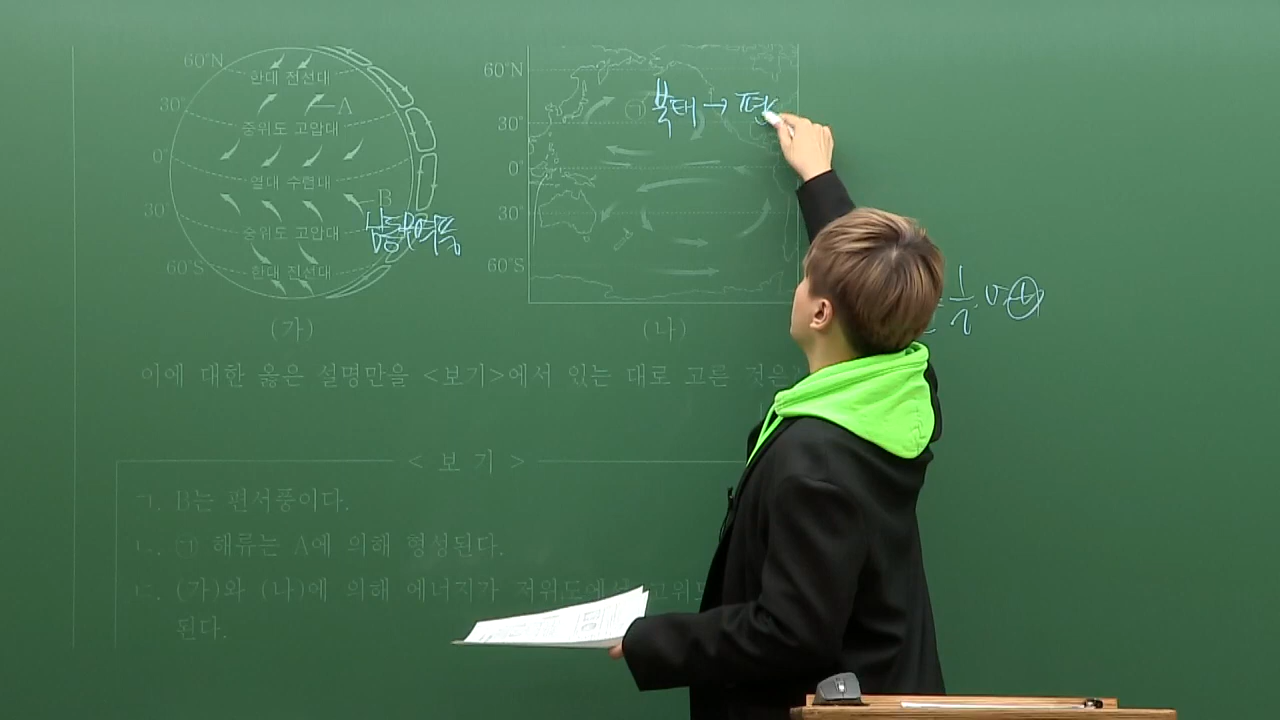 60°N
한대 전선대
30°
A
중위도 고압대
0°
열대 수렴대
B
30°
중위도 고압대
남동무역풍
60°S
한대 전선대
(가)
60°N
㉠ 북태 → 편
30°
0°
30°
60°S
(나)
이에 대한 옳은 설명만을 <보기>에서 있는 대로 고른 것은
<보 기>
ㄱ. B는 편서풍이다.
ㄴ. ㉠ 해류는 A에 의해 형성된다.
ㄷ. (가)와 (나)에 의해 에너지가 저위도에서 고위도
된다.